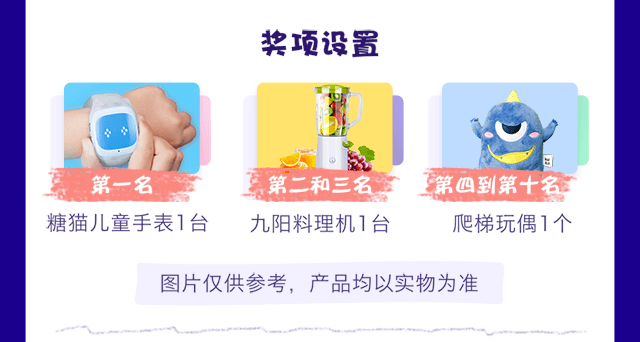 奖项设置
第一名
第二和三名
第四到第十名
糖猫儿童手表1台
九阳料理机1台
爬梯玩偶1个
图片仅供参考，产品均以实物为准